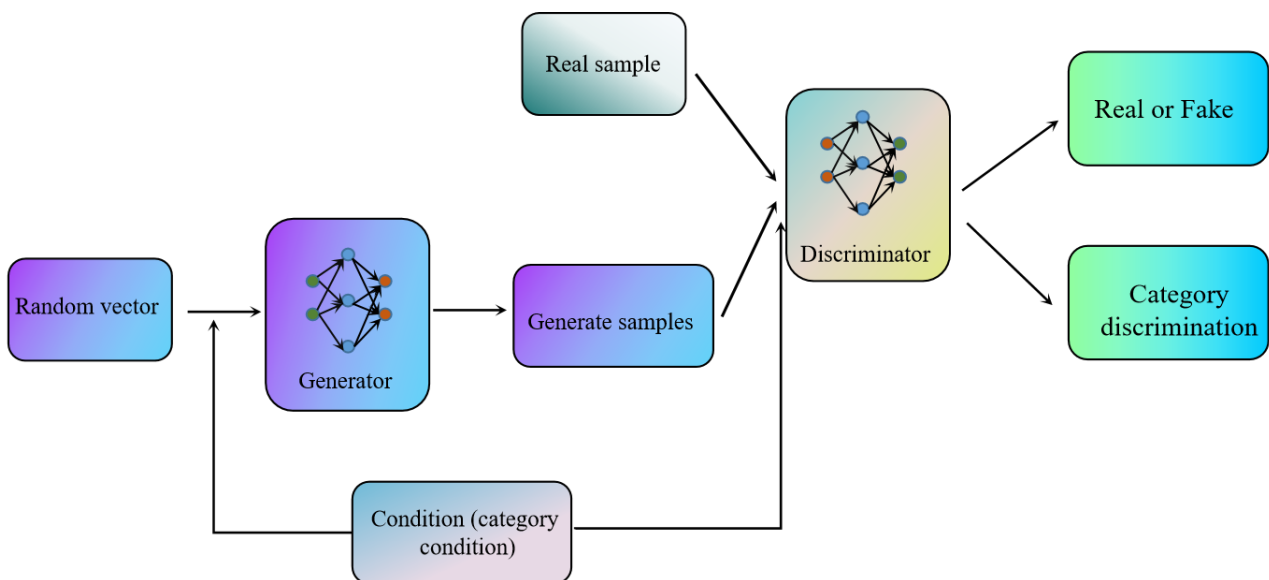 Real sample
Real or Fake
Discriminator
Random vector
Generator
Generate samples
Category
discrimination
Condition (category
condition)